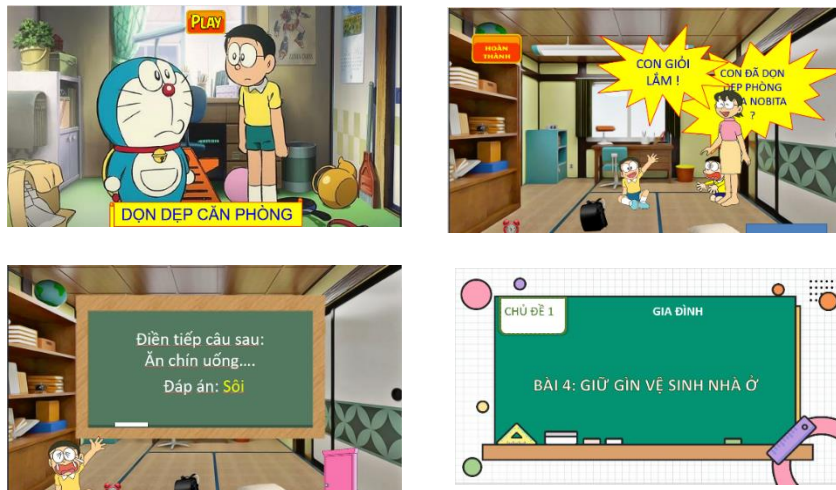 PLAY
DỌN DẸP CĂN PHÒNG
HOÀN
THÀNH
CON GIỎI
LẮM !
CON ĐÃ DỌN
PHÒNG
NOBITA
?
Điền tiếp câu sau:
Ăn chín uống....
Đáp án: Sôi
CHỦ ĐỀ 1
GIA ĐÌNH
BÀI 4: GIỮ GÌN VỆ SINH NHÀ Ở